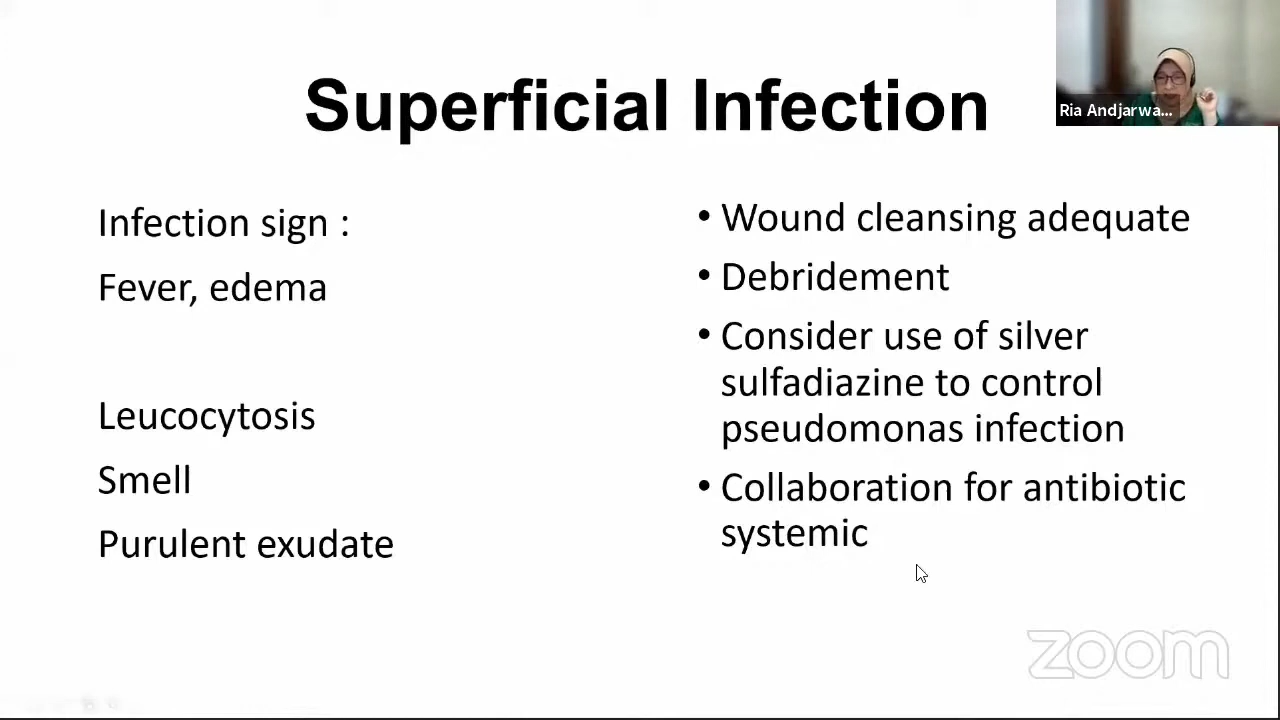 Superficial Infection
Ria Andjarwa...
Infection sign :
Fever, edema
Leucocytosis
Smell
Purulent exudate
• Wound cleansing adequate
• Debridement
• Consider use of silver
sulfadiazine to control
pseudomonas infection
• Collaboration for antibiotic
systemic
zoom